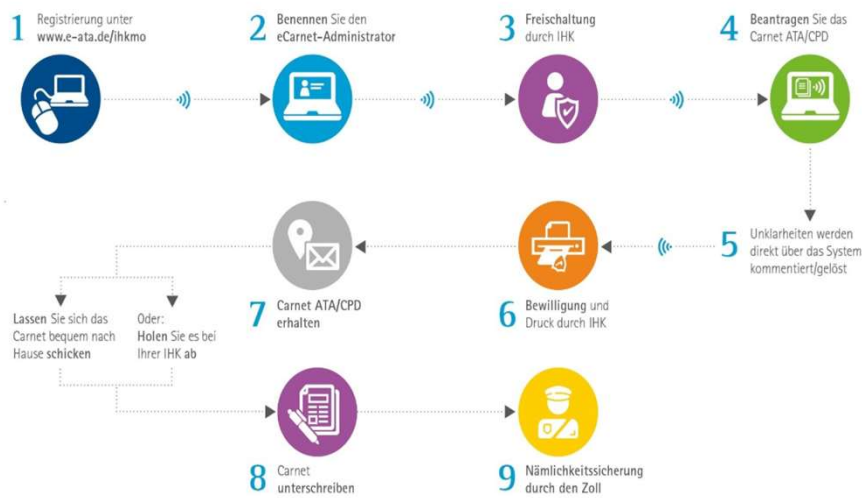 1 Registrierung unter
www.e-ata.de/ihkmo
2 Benennen Sie den
eCarnet-Administrator
3 Freischaltung
durch IHK
4 Beantragen Sie das
Carnet ATA/CPD
5 Unklarheiten werden
direkt über das System
kommentiert/gelöst
6 Bewilligung und
Druck durch IHK
7 Carnet ATA/CPD
erhalten
Lassen Sie sich das
Carnet bequem nach
Hause schicken
Oder:
Holen Sie es bei
Ihrer IHK ab
8 Carnet
unterschreiben
9 Nämlichkeitssicherung
durch den Zoll